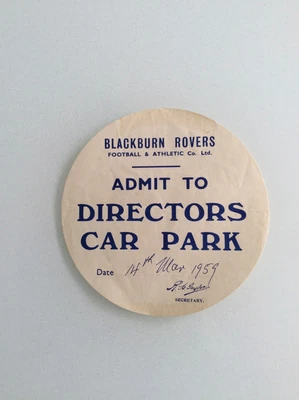 BLACKBURN ROVERS
FOOTBALL & ATHLETIC Co. Ltd.
ADMIT TO
DIRECTORS
CAR PARK
Date 14th Mar 1959
SECRETARY.